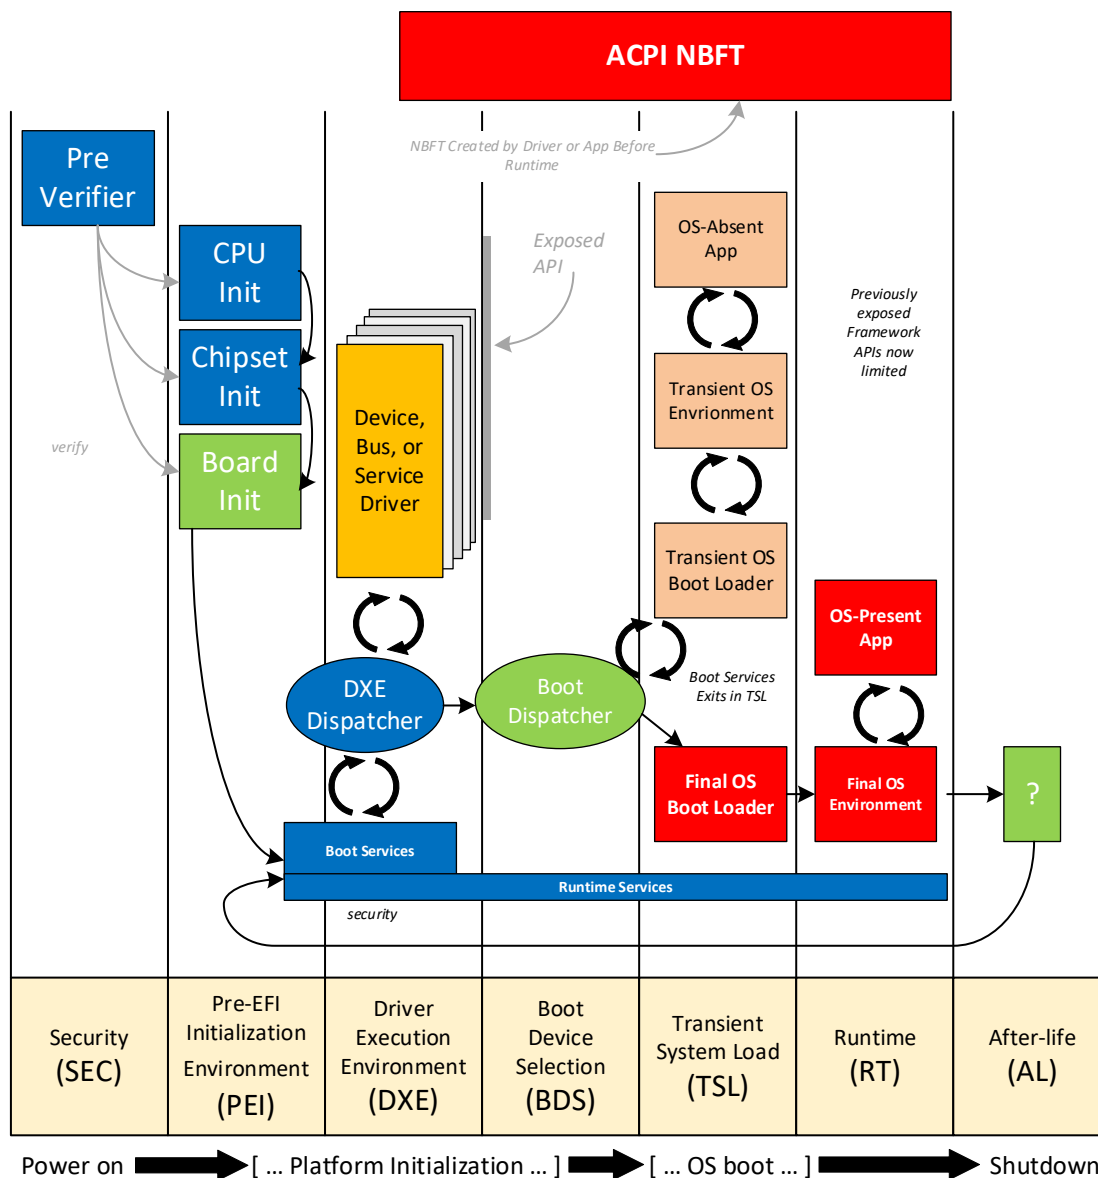 ACPI NBFT
NBFT Created by Driver or App Before
Runtime
Pre
Verifier
CPU
Init
Chipset
Init
Board
Init
verify
Device,
Bus, or
Service
Driver
Exposed
API
OS-Absent
App
Transient OS
Envrionment
Transient OS
Boot Loader
Previously
exposed
Framework
APIs now
limited
OS-Present
App
DXE
Dispatcher
Boot
Dispatcher
Boot Services
Exits in TSL
Final OS
Boot Loader
Final OS
Environment
?
Boot Services
Runtime Services
security
Security
(SEC)
Pre-EFI
Initialization
Environment
(PEI)
Driver
Execution
Environment
(DXE)
Boot
Device
Selection
(BDS)
Transient
System Load
(TSL)
Runtime
(RT)
After-life
(AL)
Power on [ ... Platform Initialization ... ] [ ... OS boot ... ] Shutdown